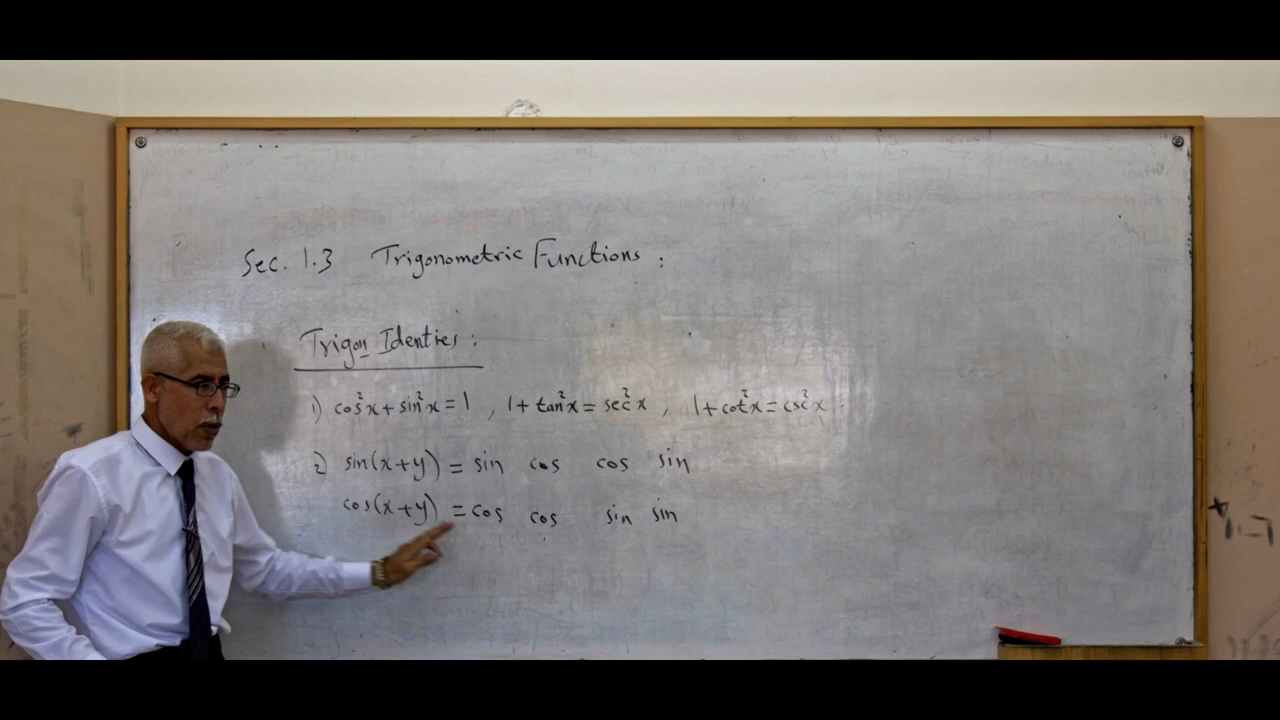 Sec. 1.3 Trigonometric Functions :
Trigon Identies :
1) cos²x + sin²x = 1 , 1 + tan²x = sec²x , 1 + cot²x = csc²x
2) sin(x+y) = sin cos cos sin
cos(x+y) = cos cos sin sin